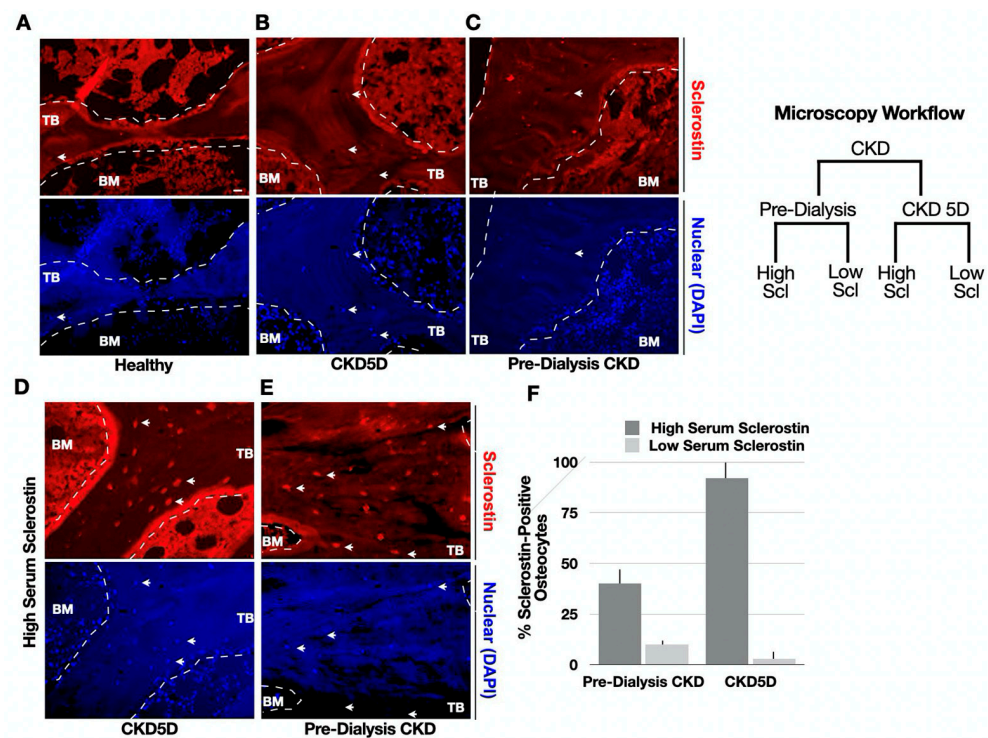 A
B
C
TB
BM
TB
BM
TB
BM
Sclerostin
TB
BM
BM
TB
TB
BM
Nuclear (DAPI)
Healthy
CKD5D
Pre-Dialysis CKD
Microscopy Workflow
CKD
Pre-Dialysis
CKD 5D
High
Scl
Low
Scl
High
Scl
Low
Scl
D
E
High Serum Sclerostin
BM
TB
BM
TB
Sclerostin
BM
TB
BM
TB
Nuclear (DAPI)
CKD5D
Pre-Dialysis CKD
F
High Serum Sclerostin
Low Serum Sclerostin
% Sclerostin-Positive
Osteocytes
100
75
50
25
0
Pre-Dialysis CKD
CKD5D